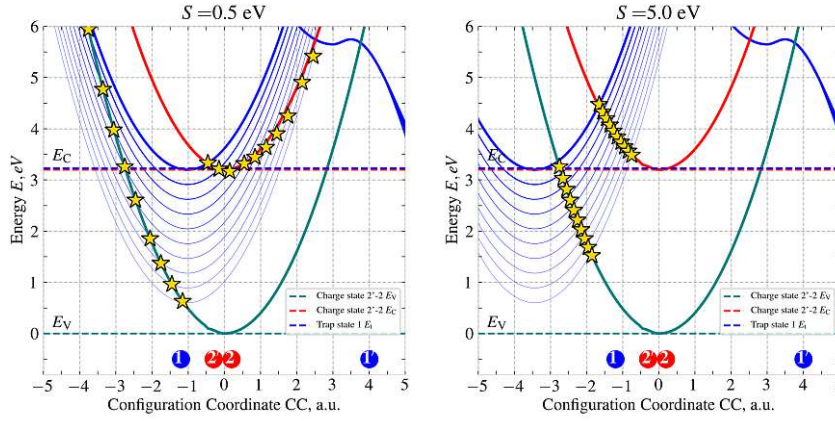 S =0.5 eV
6
5
4
3
2
1
0
Energy E, eV
E_C
E_V
Charge state 2'-2 E_V
Charge state 2'-2 E_C
Trap state 1 E_t
1 2' 2 1'
−5 −4 −3 −2 −1 0 1 2 3 4 5
Configuration Coordinate CC, a.u.
S =5.0 eV
6
5
4
3
2
1
0
Energy E, eV
E_C
E_V
Charge state 2'-2 E_V
Charge state 2'-2 E_C
Trap state 1 E_t
1 2' 2 1'
−5 −4 −3 −2 −1 0 1 2 3 4 5
Configuration Coordinate CC, a.u.